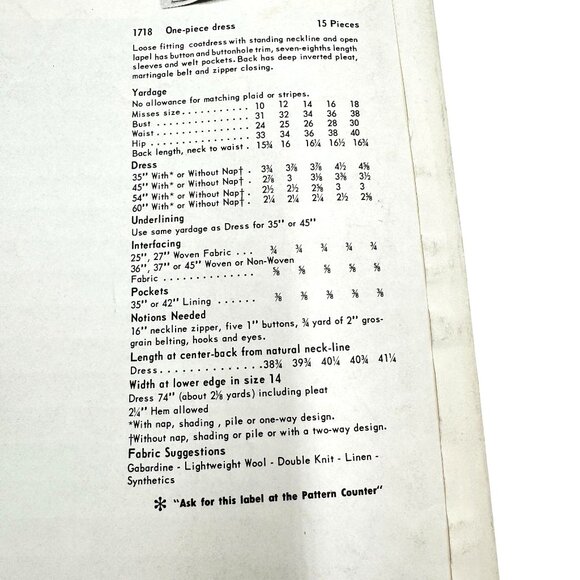 1718 One-piece dress 15 Pieces
Loose fitting coatdress with standing neckline and open
lapel has button and buttonhole trim, seven-eighths length
sleeves and welt pockets. Back has deep inverted pleat,
martingale belt and zipper closing.
Yardage
No allowance for matching plaid or stripes.
Misses size . . . . . . . . . . 10 12 14 16 18
Bust . . . . . . . . . . . . . . 31 32 34 36 38
Waist . . . . . . . . . . . . . 24 25 26 28 30
Hip . . . . . . . . . . . . . . 33 34 36 38 40
Back length, neck to waist . 15¾ 16 16¼ 16½ 16¾
Dress
35" With* or Without Nap† . 3¾ 3⅞ 3⅞ 4½ 4⅝
45" With* or Without Nap† . 2⅞ 3 3⅛ 3⅜ 3½
54" With* or Without Nap† . 2½ 2½ 2⅝ 3 3
60" With* or Without Nap† . 2¼ 2¼ 2½ 2½ 2⅝
Underlining
Use same yardage as Dress for 35" or 45"
Interfacing
25", 27" Woven Fabric . . . ¾ ¾ ¾ ¾ ¾
36", 37" or 45" Woven or Non-Woven
Fabric . . . . . . . . . . . . . ⅝ ⅝ ⅝ ⅝ ⅝
Pockets
35" or 42" Lining . . . . . . ⅜ ⅜ ⅜ ⅜ ⅜
Notions Needed
16" neckline zipper, five 1" buttons, ¾ yard of 2" gros-
grain belting, hooks and eyes.
Length at center-back from natural neck-line
Dress . . . . . . . . . . . . . 38¾ 39¾ 40¼ 40¾ 41¼
Width at lower edge in size 14
Dress 74" (about 2⅛ yards) including pleat
2¼" Hem allowed
*With nap, shading , pile or one-way design.
†Without nap, shading or pile or with a two-way design.
Fabric Suggestions
Gabardine - Lightweight Wool - Double Knit - Linen -
Synthetics
* "Ask for this label at the Pattern Counter"